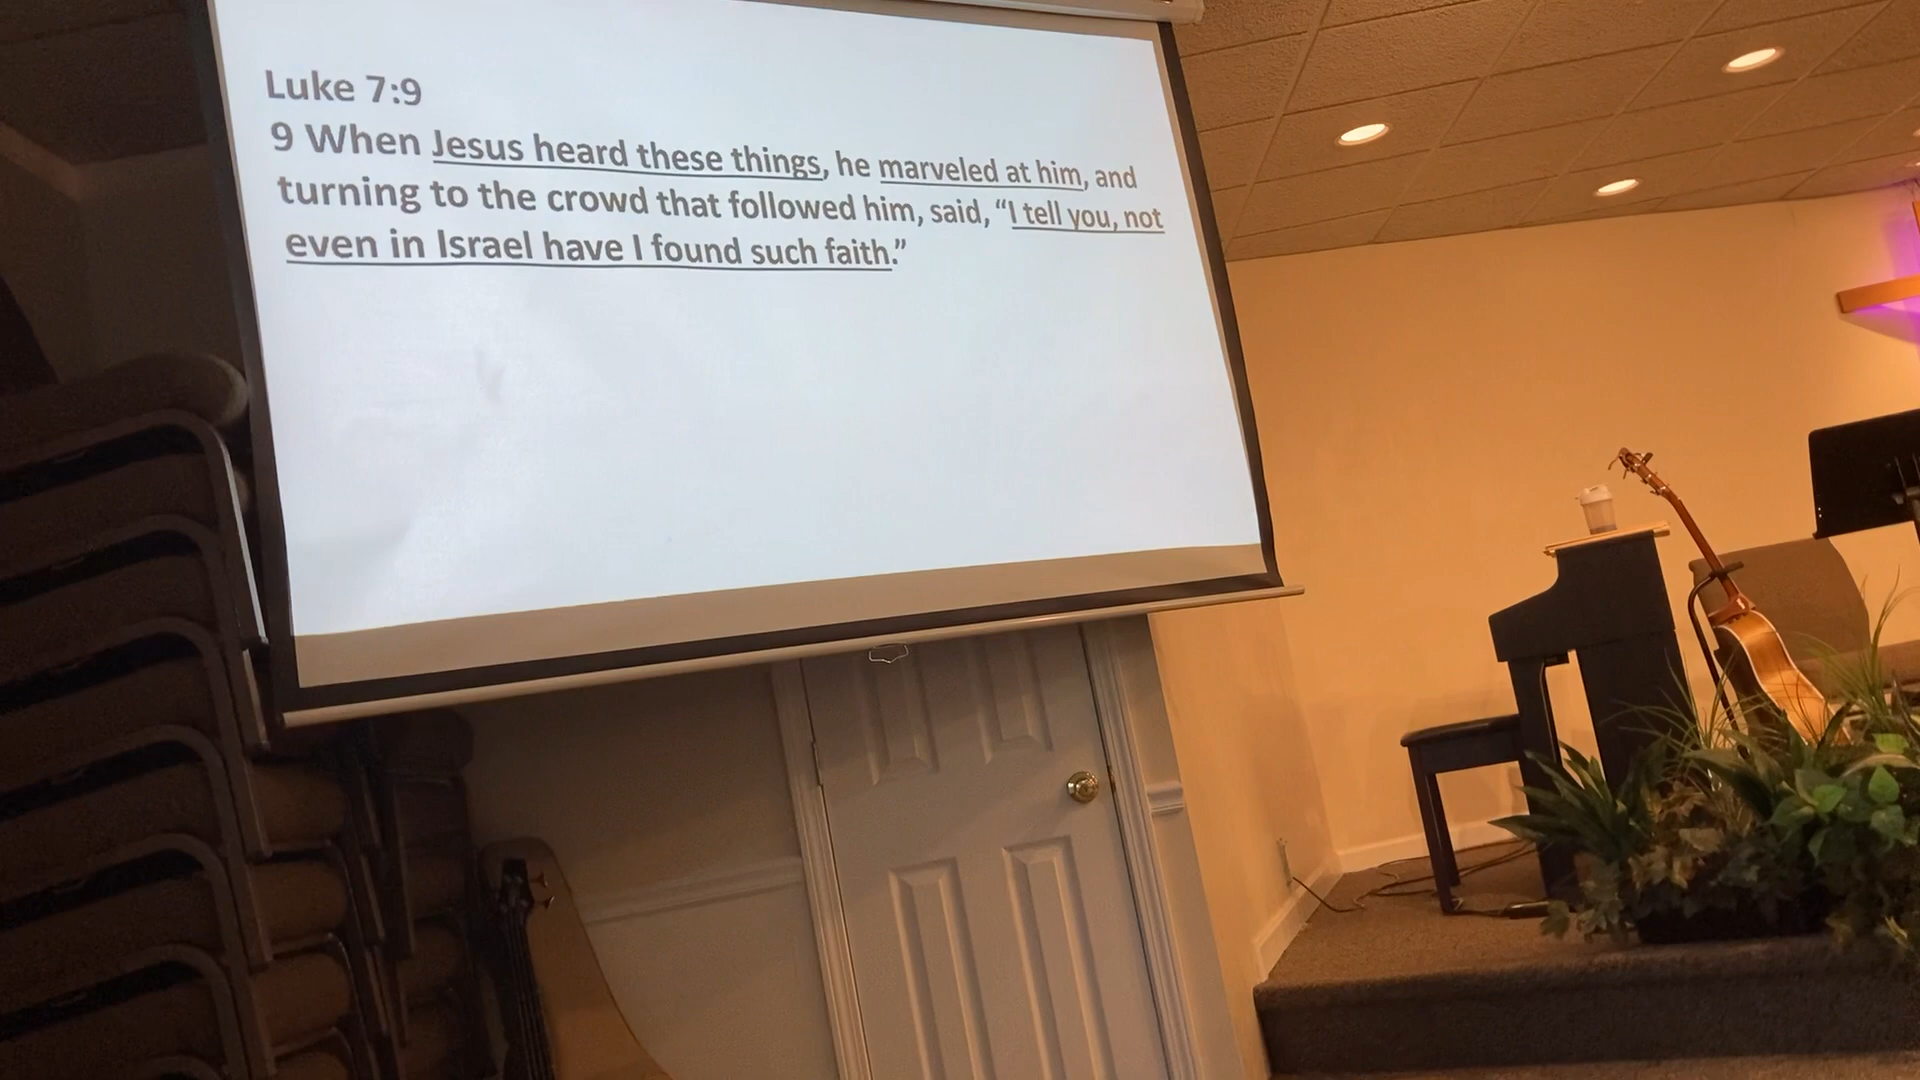 Luke 7:9
9 When Jesus heard these things, he marveled at him, and
turning to the crowd that followed him, said, “I tell you, not
even in Israel have I found such faith.”